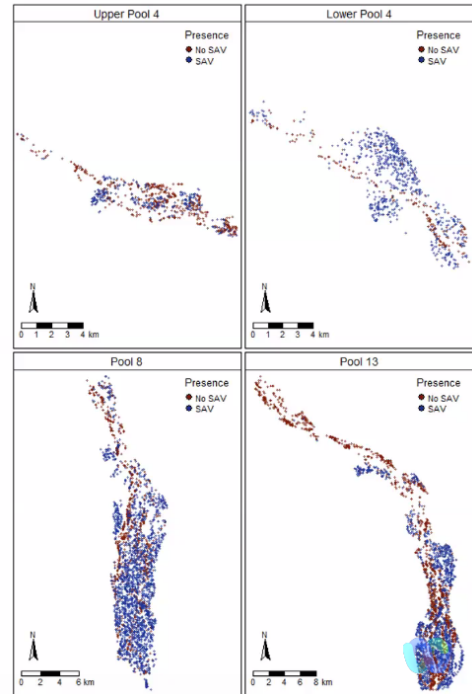 Upper Pool 4
Presence
No SAV
SAV
N
0 1 2 3 4
km
Lower Pool 4
Presence
No SAV
SAV
N
0 1 2 3 4
km
Pool 8
Presence
No SAV
SAV
N
0 2 4 6
km
Pool 13
Presence
No SAV
SAV
N
0 2 4 6 8
km